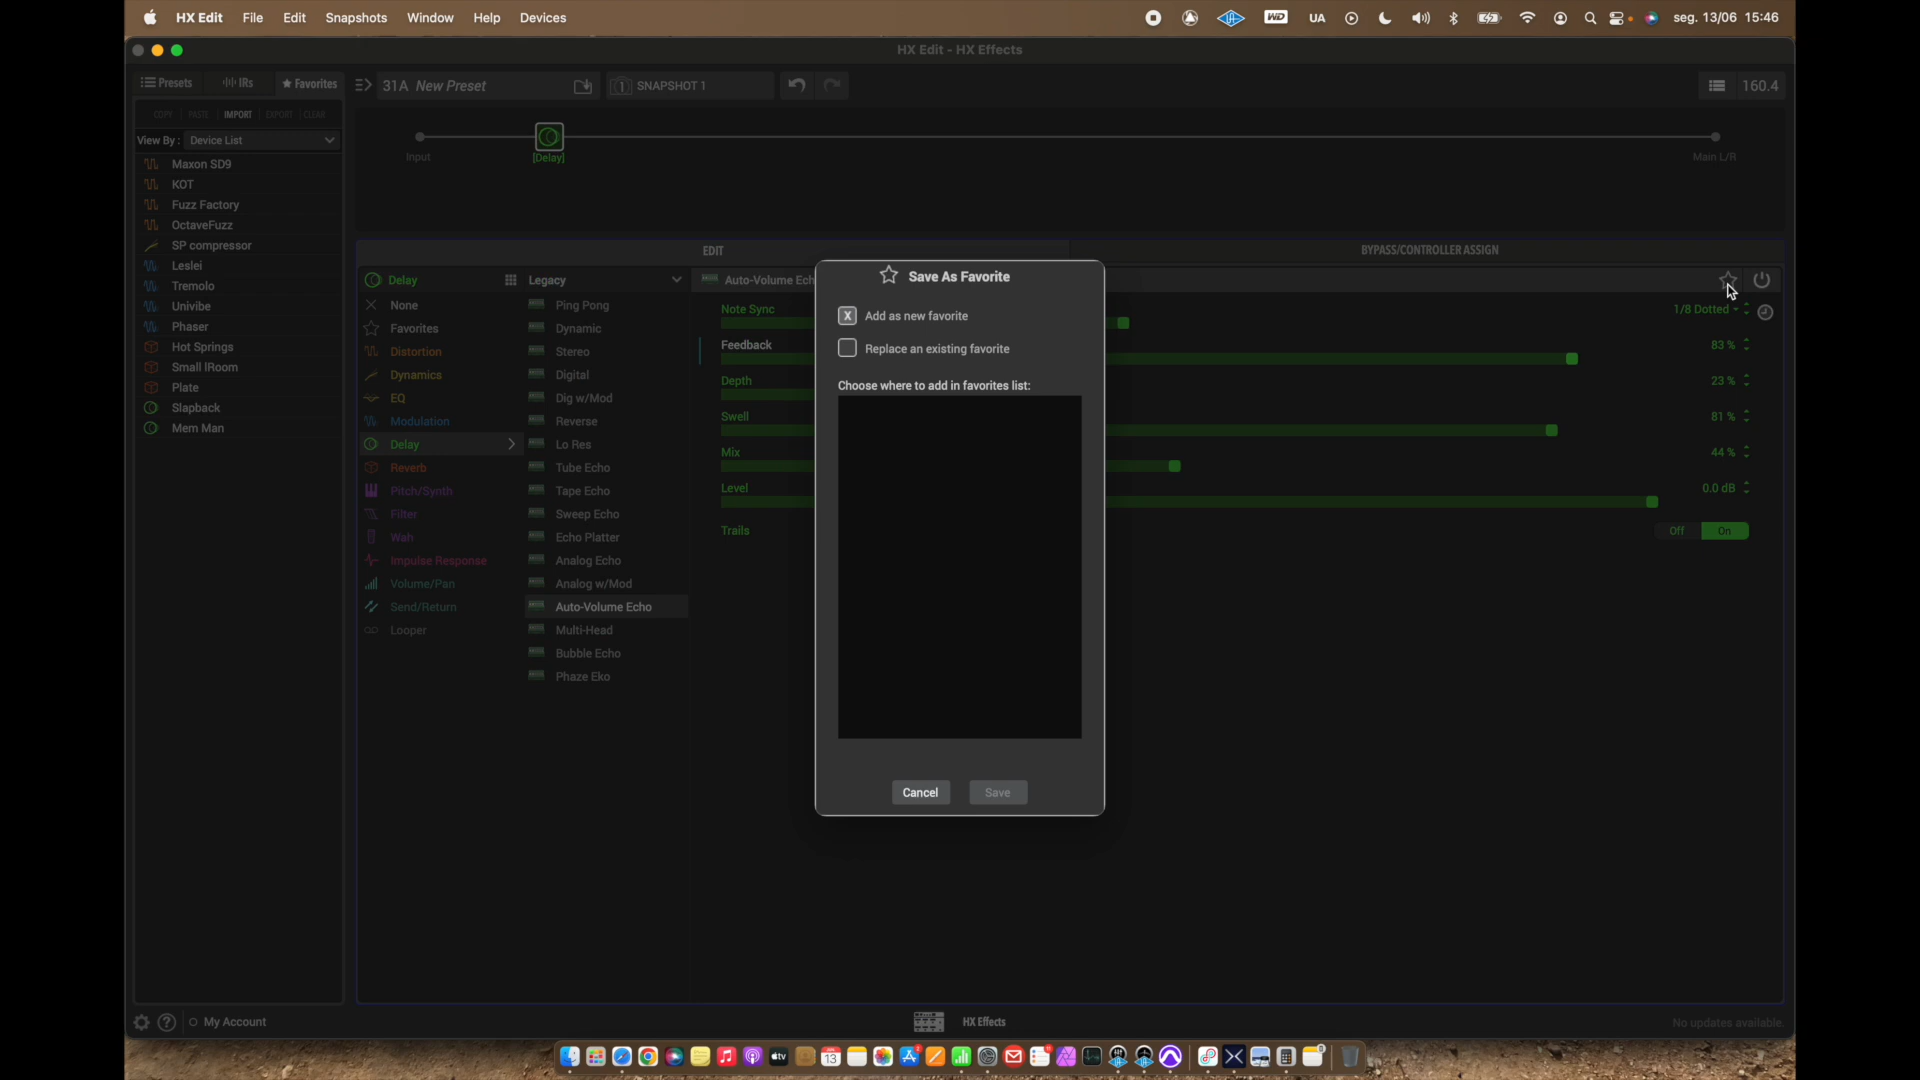 HX Edit File Edit Snapshots Window Help Devices
WD UA seg. 13/06 15:46
HX Edit - HX Effects
Presets IRs Favorites
31A New Preset
1 SNAPSHOT 1
160.4
COPY PASTE IMPORT EXPORT CLEAR
View By : Device List
Maxon SD9
KOT
Fuzz Factory
OctaveFuzz
SP compressor
Leslei
Tremolo
Univibe
Phaser
Hot Springs
Small IRoom
Plate
Slapback
Mem Man
Input
[Delay]
Main L/R
EDIT
BYPASS/CONTROLLER ASSIGN
Delay
None
Favorites
Distortion
Dynamics
EQ
Modulation
Delay
Reverb
Pitch/Synth
Filter
Wah
Impulse Response
Volume/Pan
Send/Return
Looper
Legacy
Ping Pong
Dynamic
Stereo
Digital
Dig w/Mod
Reverse
Lo Res
Tube Echo
Tape Echo
Sweep Echo
Echo Platter
Analog Echo
Analog w/Mod
Auto-Volume Echo
Multi-Head
Bubble Echo
Phaze Eko
Auto-Volume Ech
Note Sync
1/8 Dotted
Feedback
83 %
Depth
23 %
Swell
81 %
Mix
44 %
Level
0.0 dB
Trails
Off On
Save As Favorite
X Add as new favorite
Replace an existing favorite
Choose where to add in favorites list:
Cancel Save
My Account
HX Effects
No updates available.
tv
13